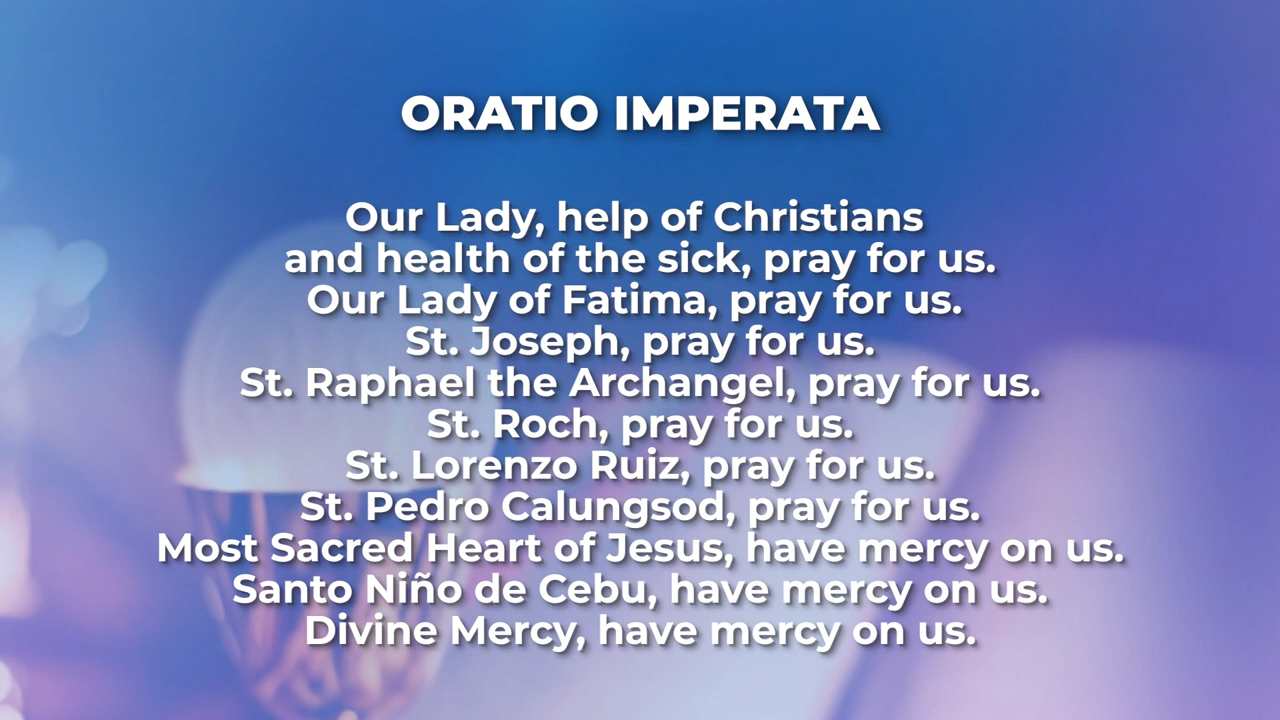 ORATIO IMPERATA
Our Lady, help of Christians
and health of the sick, pray for us.
Our Lady of Fatima, pray for us.
St. Joseph, pray for us.
St. Raphael the Archangel, pray for us.
St. Roch, pray for us.
St. Lorenzo Ruiz, pray for us.
St. Pedro Calungsod, pray for us.
Most Sacred Heart of Jesus, have mercy on us.
Santo Niño de Cebu, have mercy on us.
Divine Mercy, have mercy on us.